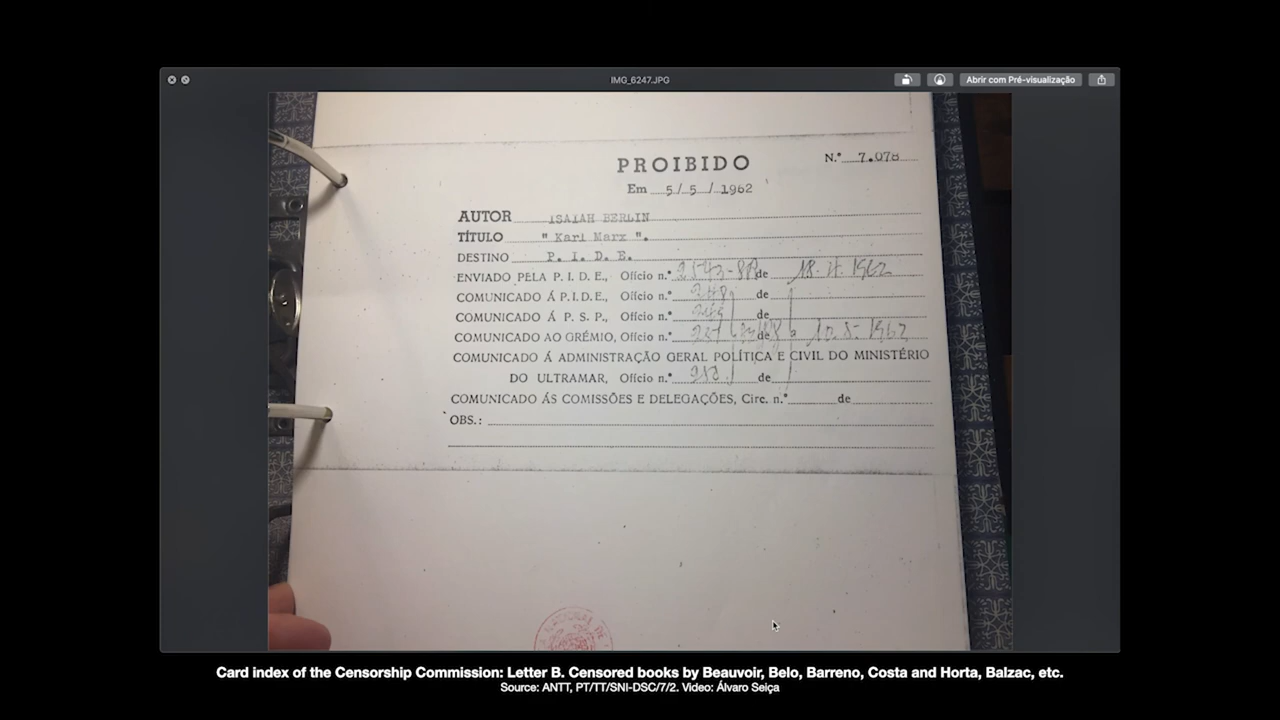 IMG_6247.JPG
Abrir com Pré-visualização
PROIBIDO
N.º 7.078
Em 5/5/1962
AUTOR ISAIAH BERLIN
TÍTULO "Karl Marx".
DESTINO P. I. D. E.
ENVIADO PELA P. I. D. E., Ofício n.º de 1962
COMUNICADO Á P.I.D.E., Ofício n.º 248 de
COMUNICADO Á P. S. P., Ofício n.º 249 de
COMUNICADO AO GRÉMIO, Ofício n.º de 10.5.1962
COMUNICADO Á ADMINISTRAÇÃO GERAL POLÍTICA E CIVIL DO MINISTÉRIO
DO ULTRAMAR, Ofício n.º de
COMUNICADO ÁS COMISSÕES E DELEGAÇÕES, Circ. n.º de
OBS.:
Card index of the Censorship Commission: Letter B. Censored books by Beauvoir, Belo, Barreno, Costa and Horta, Balzac, etc.
Source: ANTT, PT/TT/SNI-DSC/7/2. Video: Álvaro Seiça